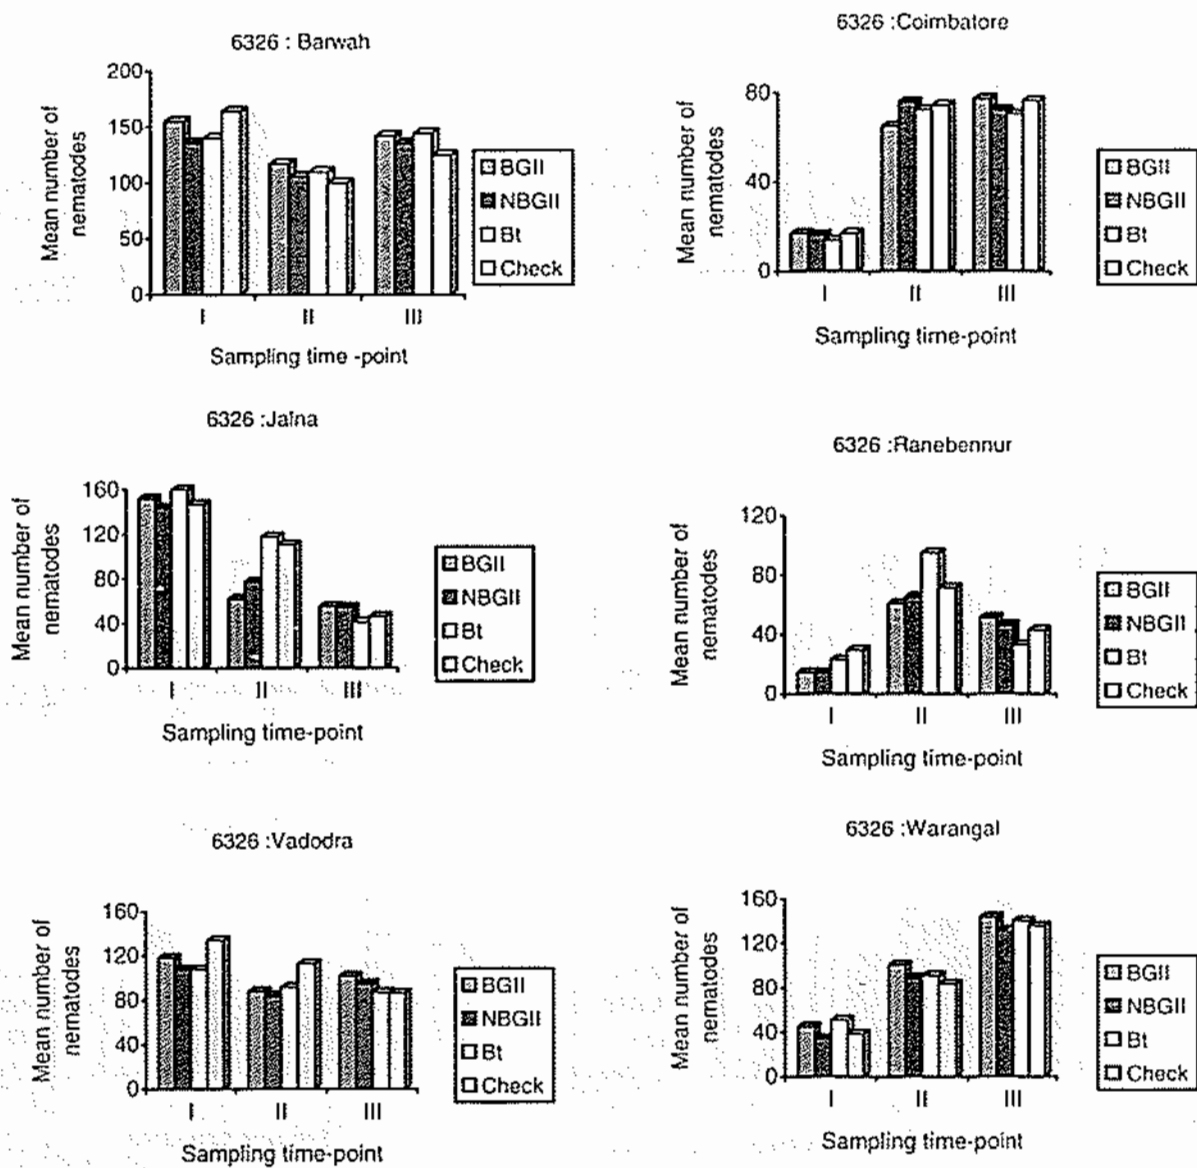 6326 : Barwah
Mean number of
nematodes
200
150
100
50
0
I
II
III
Sampling time -point
BGII
NBGII
Bt
Check
6326 :Coimbatore
Mean number of
nematodes
80
40
0
I
II
III
Sampling time-point
BGII
NBGII
Bt
Check
6326 :Jalna
Mean number of
nematodes
160
120
80
40
0
I
II
III
Sampling time-point
BGII
NBGII
Bt
Check
6326 :Ranebennur
Mean number of
nematodes
120
80
40
0
I
II
III
Sampling time-point
BGII
NBGII
Bt
Check
6326 :Vadodra
Mean number of
nematodes
160
120
80
40
0
I
II
III
Sampling time-point
BGII
NBGII
Bt
Check
6326 :Warangal
Mean number of
nematodes
160
120
80
40
0
I
II
III
Sampling time-point
BGII
NBGII
Bt
Check